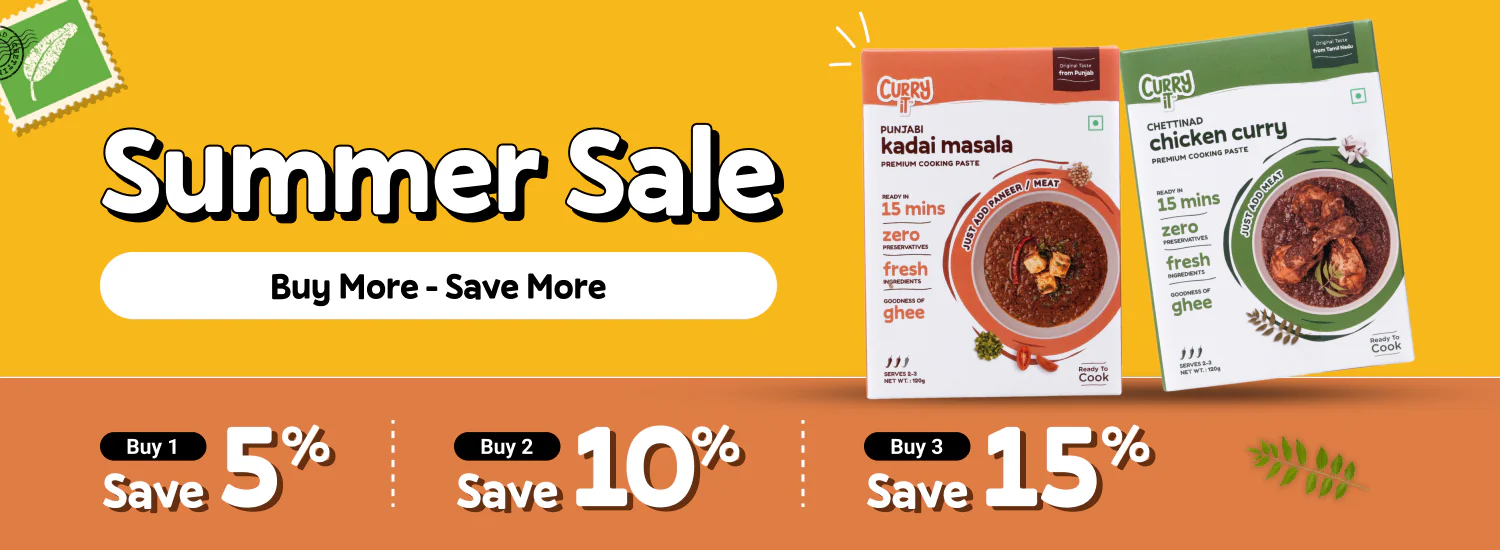 Summer Sale
Buy More - Save More
Original Taste
from Punjab
CURRY
iT
PUNJABI
kadai masala
PREMIUM COOKING PASTE
READY IN
15 mins
zero
PRESERVATIVES
fresh
INGREDIENTS
GOODNESS OF
ghee
JUST ADD PANEER / MEAT
SERVES 2-3
NET WT. : 120g
Ready To
Cook
Original Taste
from Tamil Nadu
CURRY
iT
CHETTINAD
chicken curry
PREMIUM COOKING PASTE
READY IN
15 mins
zero
PRESERVATIVES
fresh
INGREDIENTS
GOODNESS OF
ghee
JUST ADD MEAT
SERVES 2-3
NET WT. : 120g
Ready To
Cook
Buy 1
Save 5%
Buy 2
Save 10%
Buy 3
Save 15%